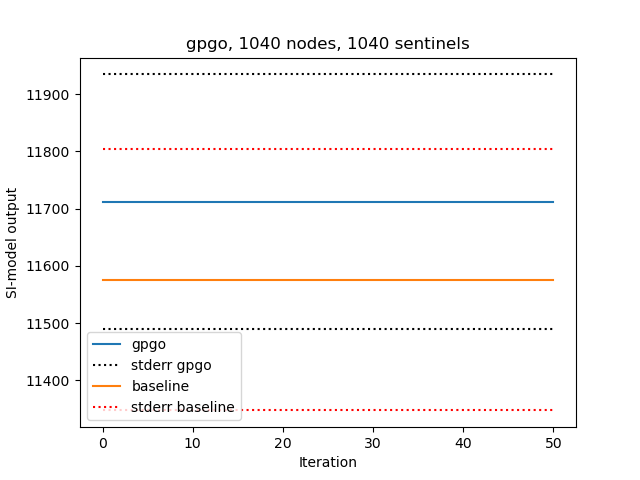 gpgo, 1040 nodes, 1040 sentinels
SI-model output
11900
11800
11700
11600
11500
11400
gpgo
stderr gpgo
baseline
stderr baseline
0 10 20 30 40 50
Iteration